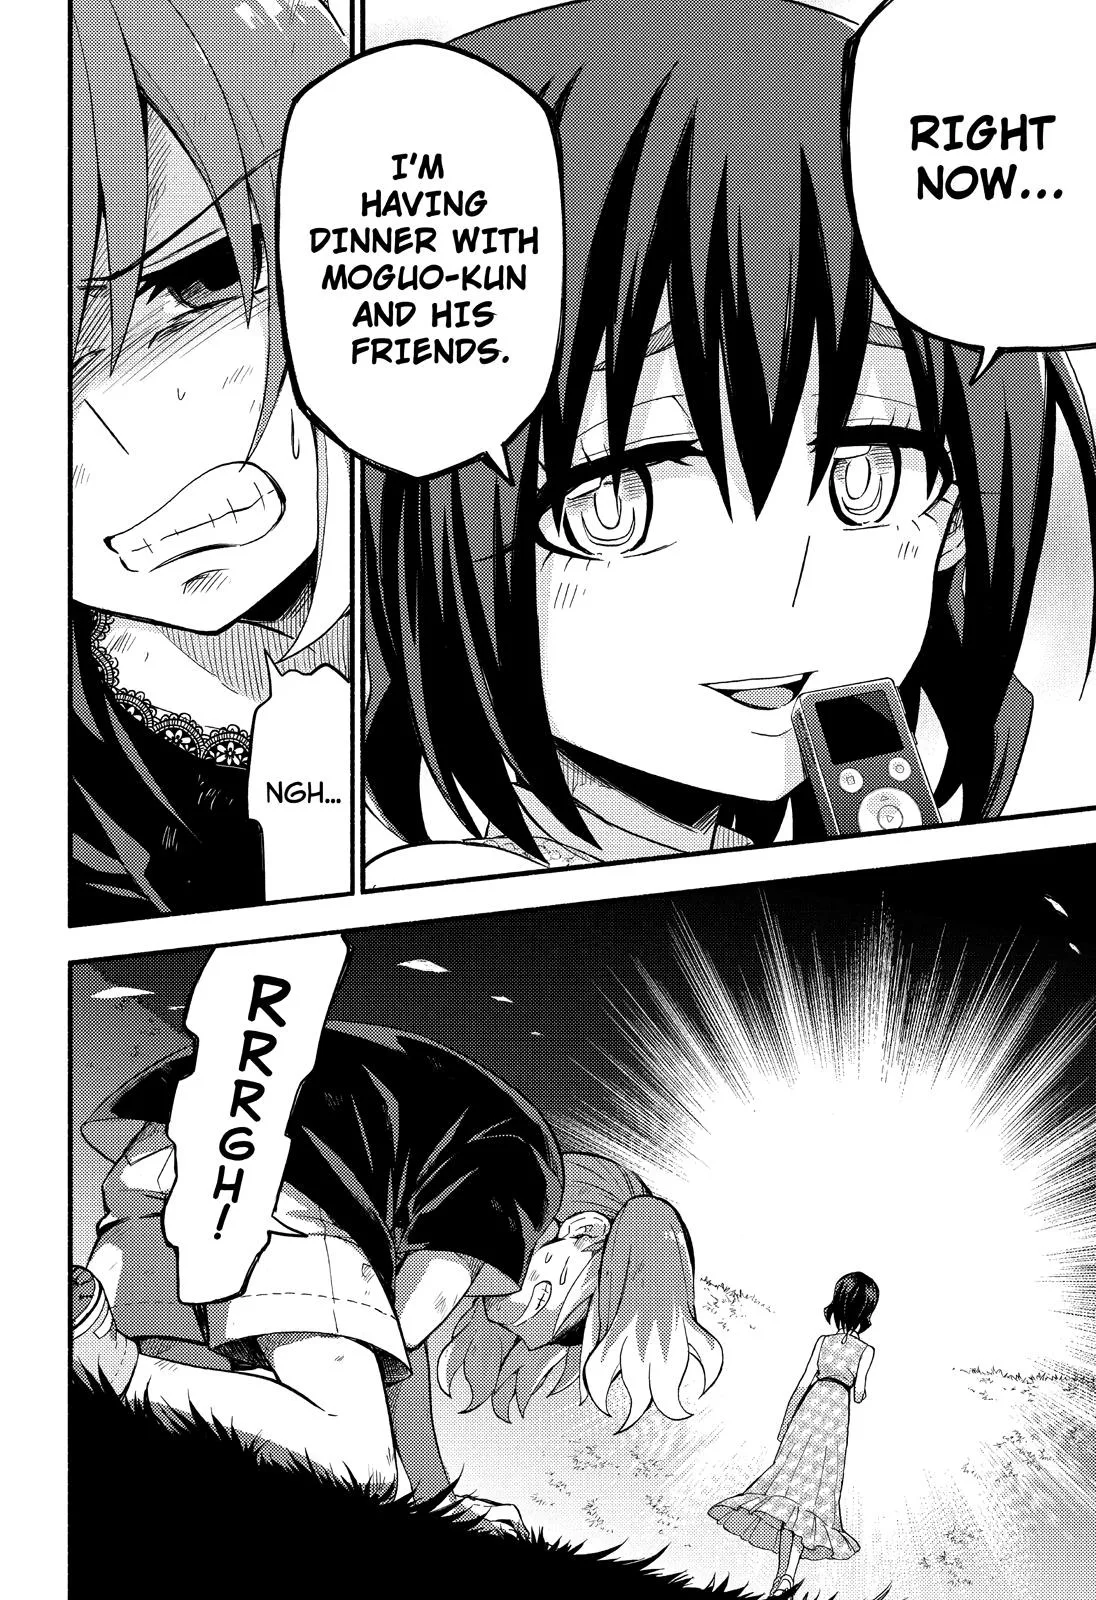 RIGHT
NOW...
I'M
HAVING
DINNER WITH
MOGUO-KUN
AND HIS
FRIENDS.
NGH...
RRRGH!